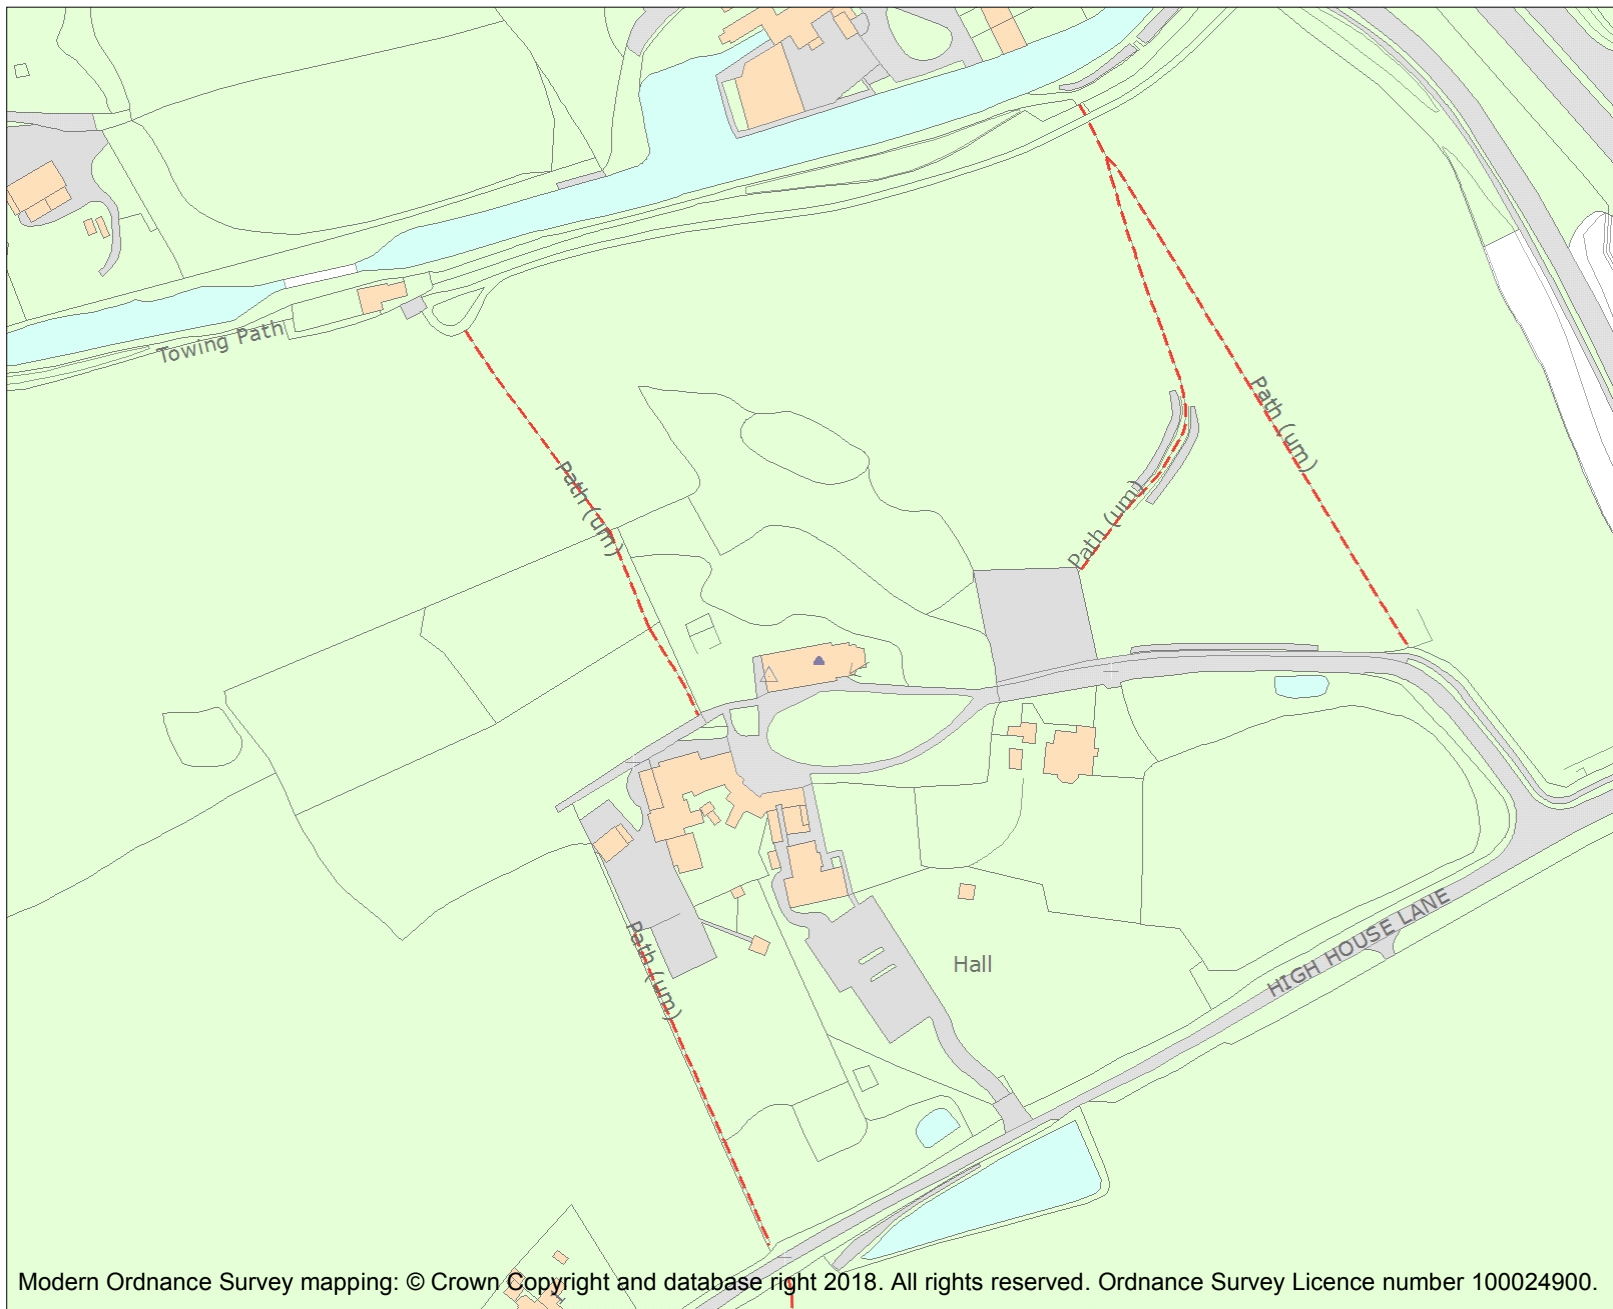 Towing Path
Path (um)
Path (um)
Path (um)
Path (um)
Hall
HIGH HOUSE LANE
Modern Ordnance Survey mapping: © Crown Copyright and database right 2018. All rights reserved. Ordnance Survey Licence number 100024900.